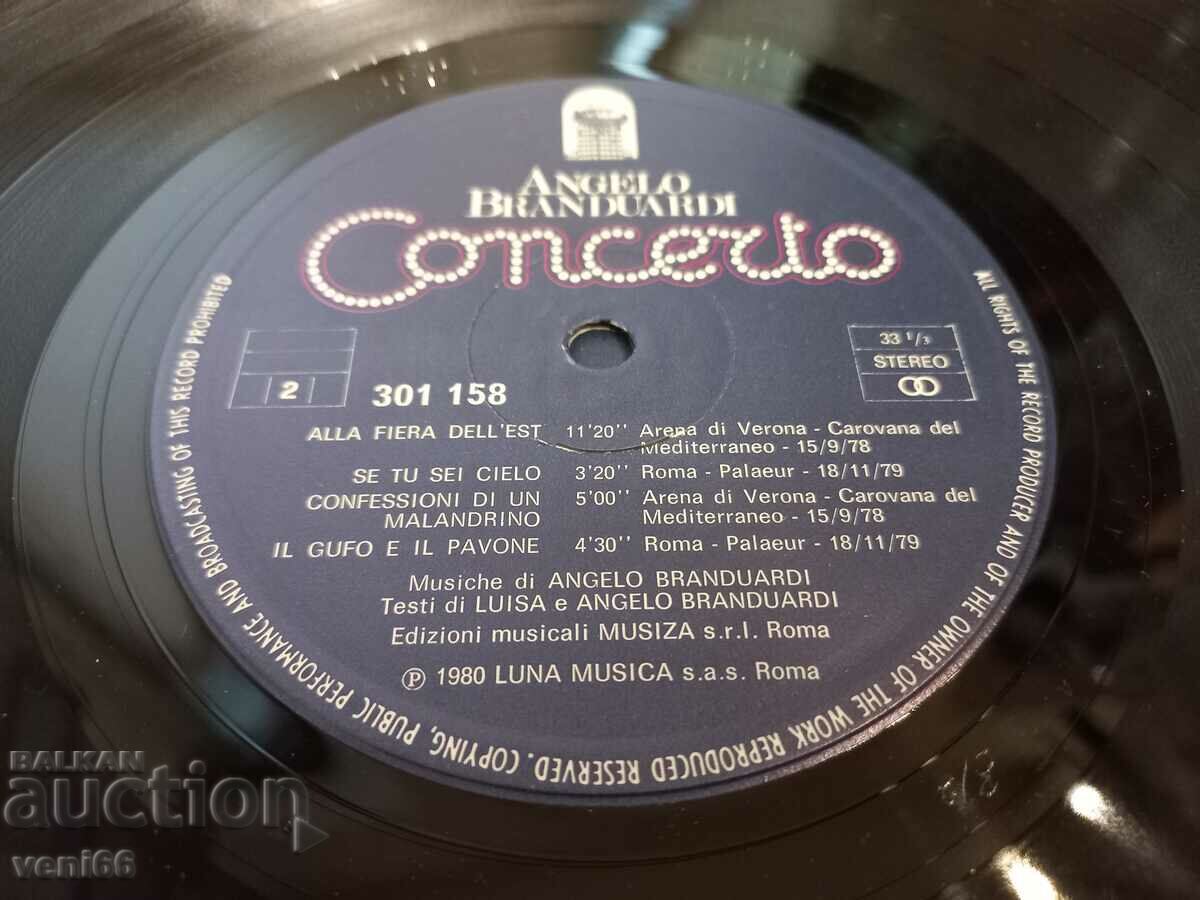 ANGELO
BRANDUARDI
Concerto
2
301 158
33 1/3
STEREO
ALLA FIERA DELL'EST 11'20'' Arena di Verona - Carovana del
Mediterraneo - 15/9/78
SE TU SEI CIELO 3'20'' Roma - Palaeur - 18/11/79
CONFESSIONI DI UN 5'00'' Arena di Verona - Carovana del
MALANDRINO Mediterraneo - 15/9/78
IL GUFO E IL PAVONE 4'30'' Roma - Palaeur - 18/11/79
Musiche di ANGELO BRANDUARDI
Testi di LUISA e ANGELO BRANDUARDI
Edizioni musicali MUSIZA s.r.l. Roma
℗ 1980 LUNA MUSICA s.a.s. Roma
ALL RIGHTS OF THE RECORD PRODUCER AND OF THE OWNER OF THE WORK REPRODUCED RESERVED. COPYING, PUBLIC PERFORMANCE AND BROADCASTING OF THIS RECORD PROHIBITED
BALKAN
auction
veni66